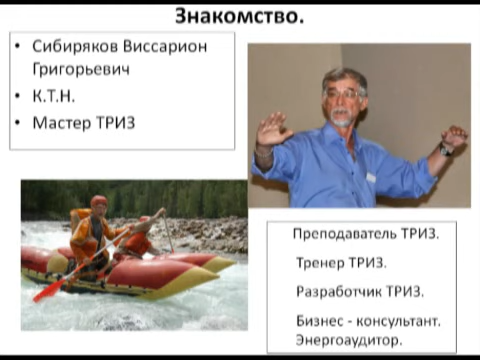 Знакомство.
• Сибиряков Виссарион
Григорьевич
• К.Т.Н.
• Мастер ТРИЗ
Преподаватель ТРИЗ.
Тренер ТРИЗ.
Разработчик ТРИЗ.
Бизнес - консультант.
Энергоаудитор.